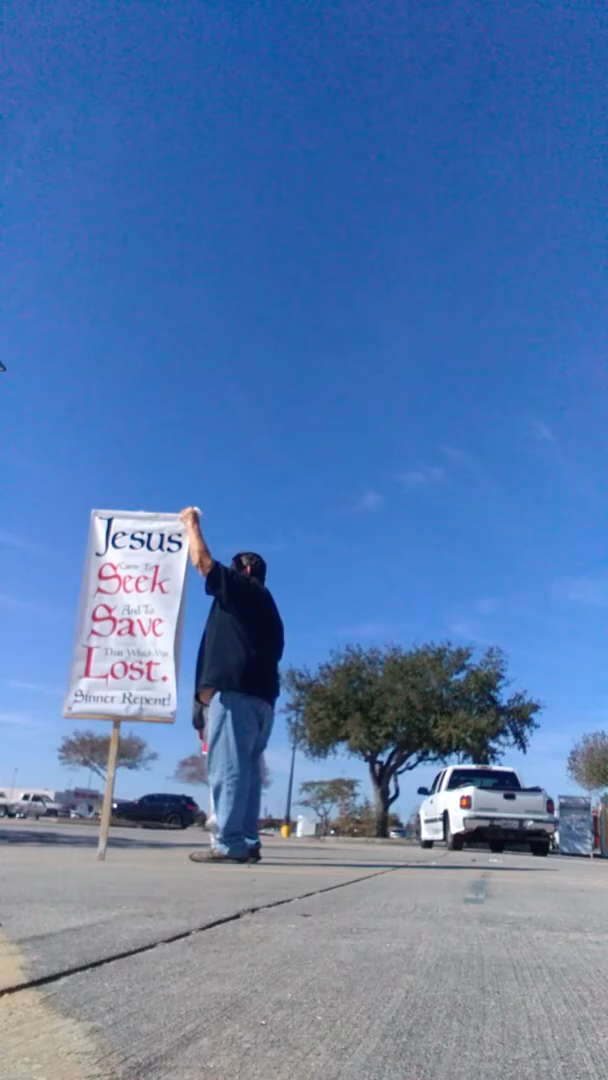 Jesus
Came To
Seek
And To
Save
That Which Was
Lost.
Sinner Repent!